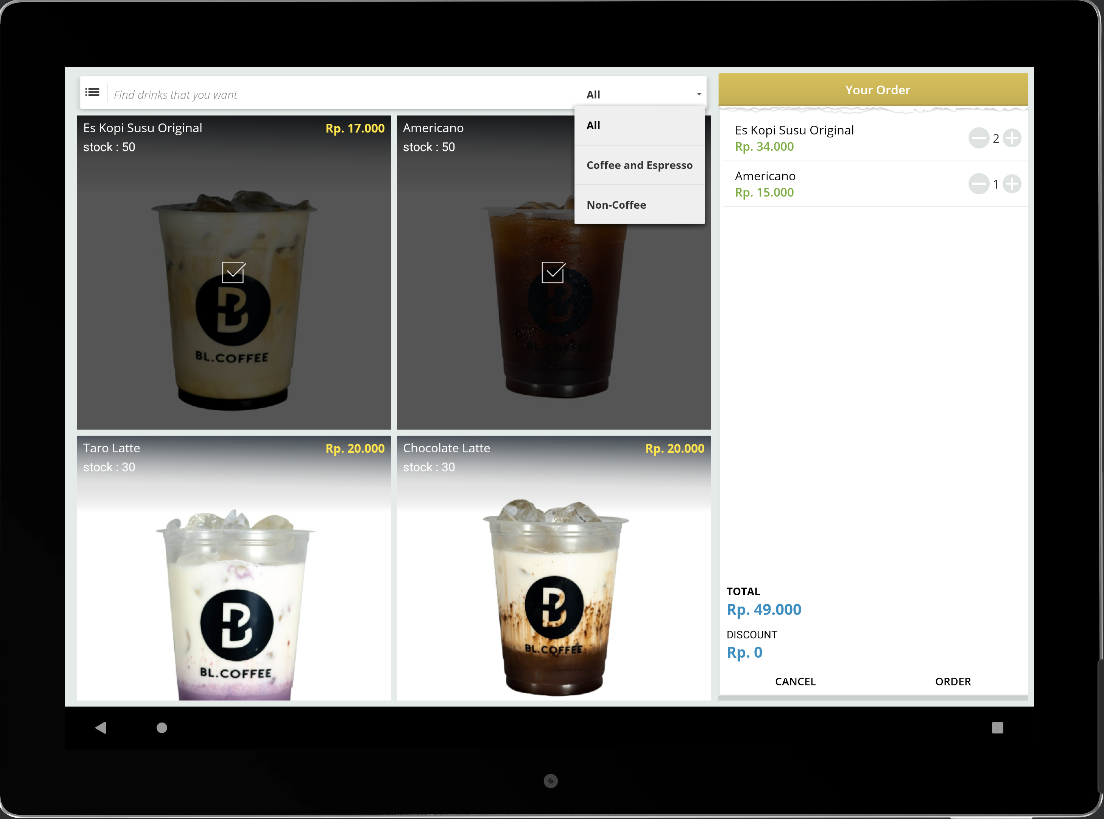 Find drinks that you want
All
All
Coffee and Espresso
Non-Coffee
Es Kopi Susu Original
Rp. 17.000
stock : 50
BL.COFFEE
Americano
stock : 50
BL.COFFEE
Taro Latte
Rp. 20.000
stock : 30
BL.COFFEE
Chocolate Latte
Rp. 20.000
stock : 30
BL.COFFEE
Your Order
Es Kopi Susu Original
Rp. 34.000
2
Americano
Rp. 15.000
1
TOTAL
Rp. 49.000
DISCOUNT
Rp. 0
CANCEL
ORDER